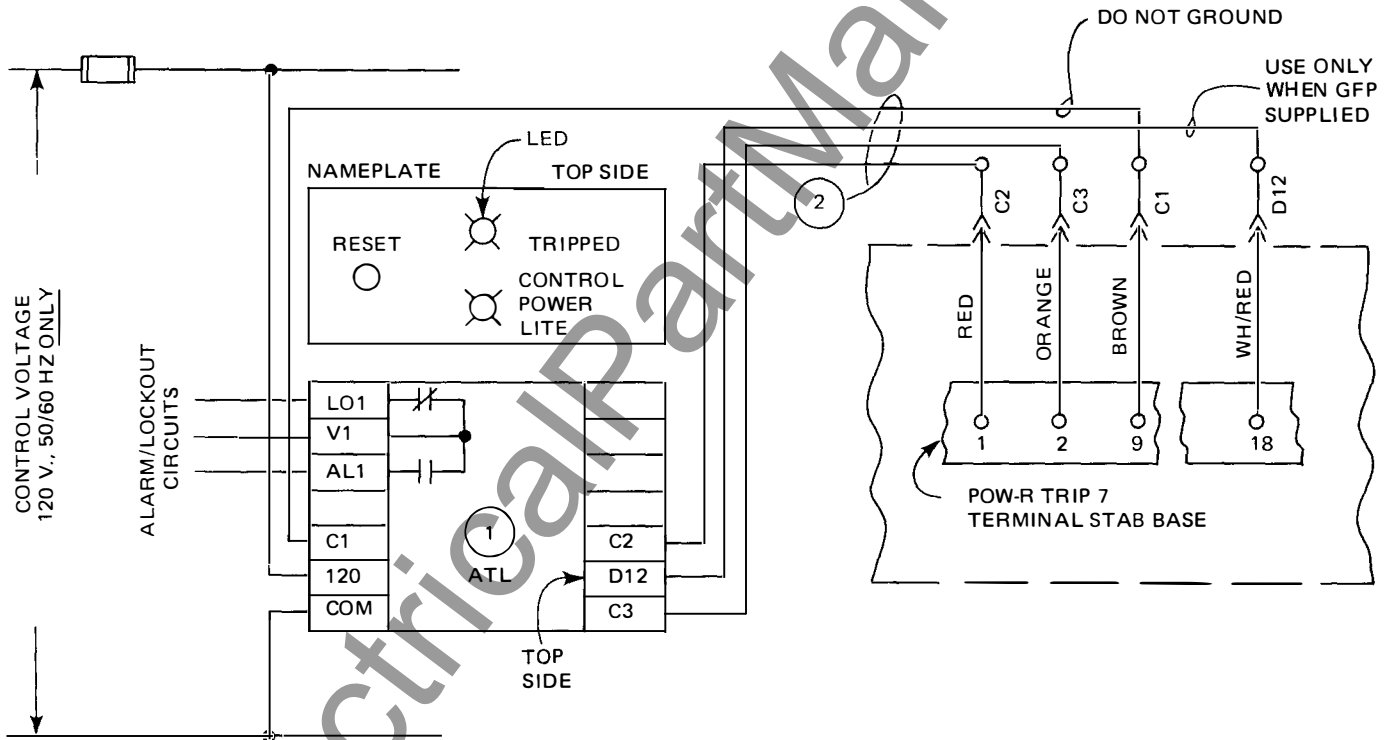 DO NOT GROUND
USE ONLY
WHEN GFP
SUPPLIED
LED
NAMEPLATE
TOP SIDE
RESET
TRIPPED
CONTROL
POWER
LITE
2
C2
C3
C1
D12
CONTROL VOLTAGE
120 V., 50/60 HZ ONLY
ALARM/LOCKOUT
CIRCUITS
RED
ORANGE
BROWN
WH/RED
LO1
V1
AL1
C1
120
COM
1
ATL
C2
D12
C3
TOP
SIDE
1
2
9
18
POW-R TRIP 7
TERMINAL STAB BASE
ctricalPartMa